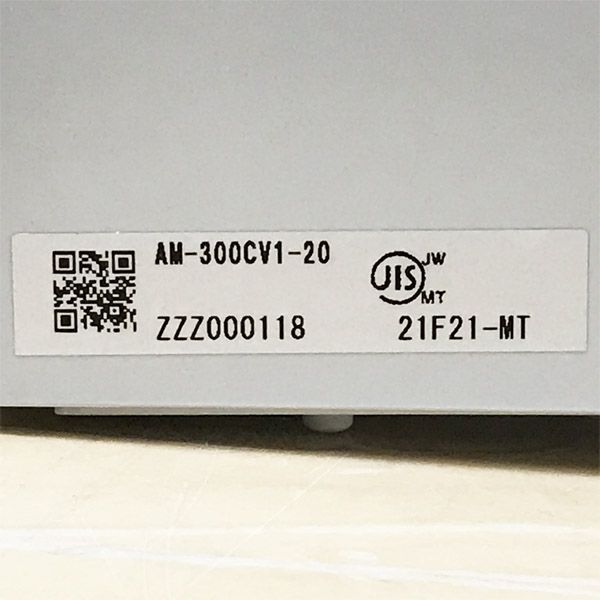 AM-300CV1-20
JIS
JW
MT
ZZZ000118
21F21-MT